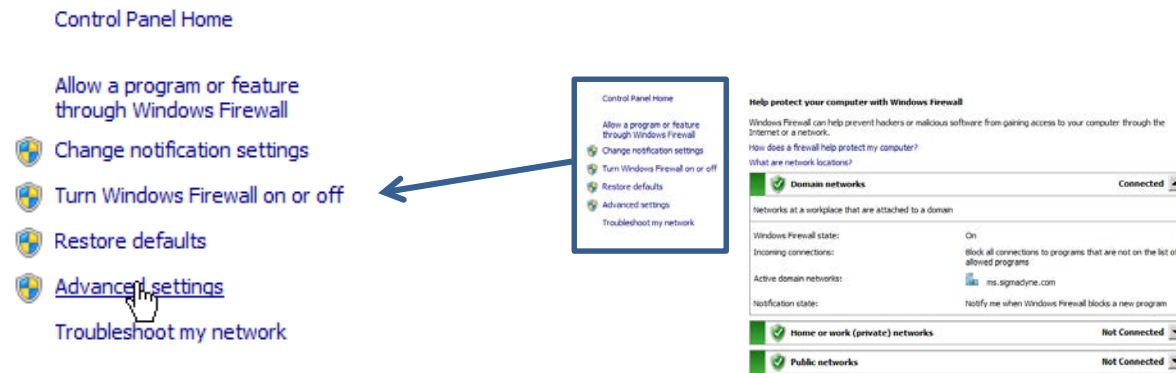 Control Panel Home
Allow a program or feature
through Windows Firewall
Change notification settings
Turn Windows Firewall on or off
Restore defaults
Advanced settings
Troubleshoot my network
Control Panel Home
Allow a program or feature
through Windows Firewall
Change notification settings
Turn Windows Firewall on or off
Restore defaults
Advanced settings
Troubleshoot my network
Help protect your computer with Windows Firewall
Windows Firewall can help prevent hackers or malicious software from gaining access to your computer through the
Internet or a network.
How does a firewall help protect my computer?
What are network locations?
Domain networks Connected
Networks at a workplace that are attached to a domain
Windows Firewall state: On
Incoming connections: Block all connections to programs that are not on the list of
allowed programs
Active domain networks: ms.sigmadyne.com
Notification state: Notify me when Windows Firewall blocks a new program
Home or work (private) networks Not Connected
Public networks Not Connected